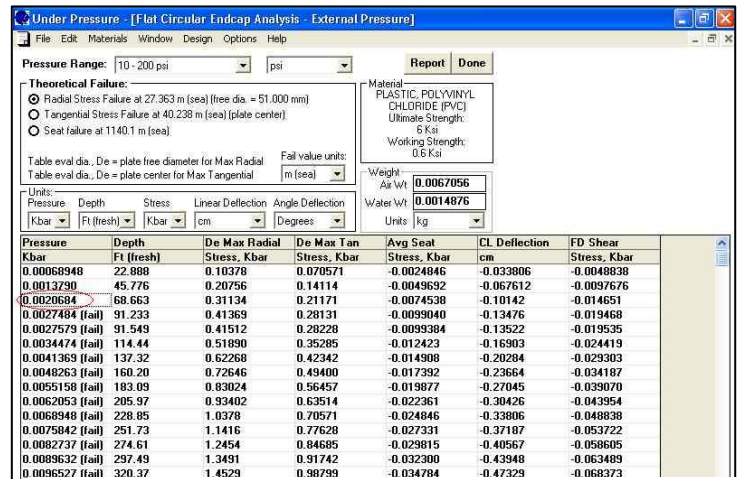 Under Pressure - [Flat Circular Endcap Analysis - External Pressure]
File Edit Materials Window Design Options Help
Pressure Range: 10 - 200 psi psi Report Done
Theoretical Failure:
Radial Stress Failure at 27.363 m (sea) (free dia. = 51.000 mm)
Tangential Stress Failure at 40.238 m (sea) (plate center)
Seat failure at 1140.1 m (sea)
Table eval dia., De = plate free diameter for Max Radial
Table eval dia., De = plate center for Max Tangential
Fail value units:
m (sea)
Material
PLASTIC, POLYVINYL
CHLORIDE (PVC)
Ultimate Strength:
6 Ksi
Working Strength:
0.6 Ksi
Weight
Air Wt 0.0067056
Water Wt 0.0014876
Units kg
Units:
Pressure Depth Stress Linear Deflection Angle Deflection
Kbar Ft (fresh) Kbar cm Degrees
Pressure Depth De Max Radial De Max Tan Avg Seat CL Deflection FD Shear
Kbar Ft (fresh) Stress, Kbar Stress, Kbar Stress, Kbar cm Stress, Kbar
0.00068948 22.888 0.10378 0.070571 -0.0024846 -0.033806 -0.0048838
0.0013790 45.776 0.20756 0.14114 -0.0049692 -0.067612 -0.0097676
0.0020684 68.663 0.31134 0.21171 -0.0074538 -0.10142 -0.014651
0.0027484 (fail) 91.233 0.41369 0.28131 -0.0099040 -0.13476 -0.019468
0.0027579 (fail) 91.549 0.41512 0.28228 -0.0099384 -0.13522 -0.019535
0.0034474 (fail) 114.44 0.51890 0.35285 -0.012423 -0.16903 -0.024419
0.0041369 (fail) 137.32 0.62268 0.42342 -0.014908 -0.20284 -0.029303
0.0048263 (fail) 160.20 0.72646 0.49400 -0.017392 -0.23664 -0.034187
0.0055158 (fail) 183.09 0.83024 0.56457 -0.019877 -0.27045 -0.039070
0.0062053 (fail) 205.97 0.93402 0.63514 -0.022361 -0.30426 -0.043954
0.0068948 (fail) 228.85 1.0378 0.70571 -0.024846 -0.33806 -0.048838
0.0075842 (fail) 251.73 1.1416 0.77628 -0.027331 -0.37187 -0.053722
0.0082737 (fail) 274.61 1.2454 0.84685 -0.029815 -0.40567 -0.058605
0.0089632 (fail) 297.49 1.3491 0.91742 -0.032300 -0.43948 -0.063489
0.0096527 (fail) 320.37 1.4529 0.98799 -0.034784 -0.47329 -0.068373